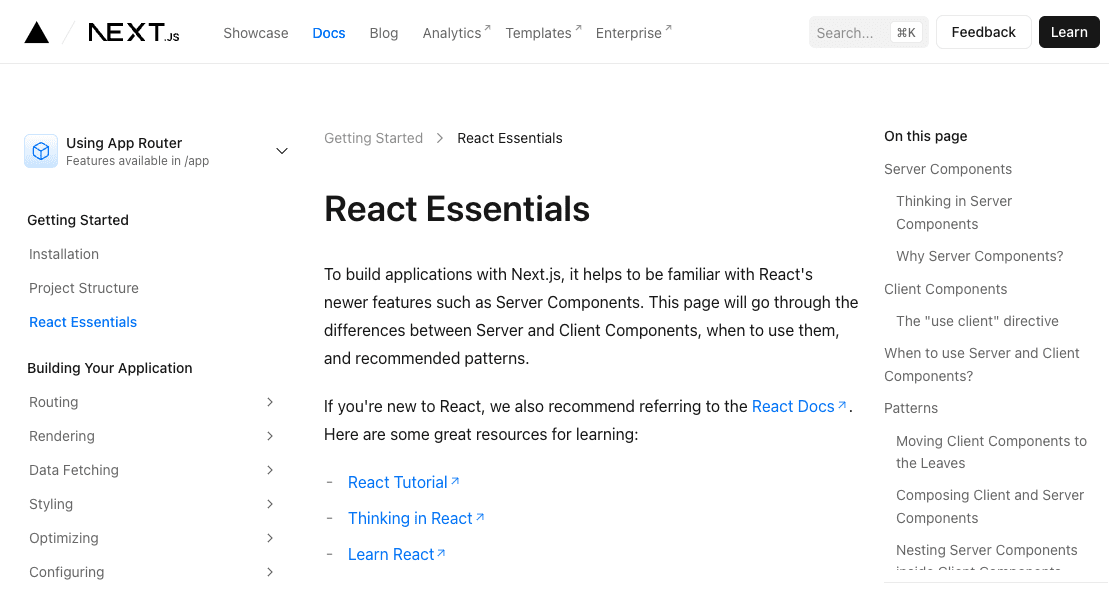 NEXT.JS
Showcase
Docs
Blog
Analytics
Templates
Enterprise
Search...
⌘K
Feedback
Learn
Using App Router
Features available in /app
Getting Started
Installation
Project Structure
React Essentials
Building Your Application
Routing
Rendering
Data Fetching
Styling
Optimizing
Configuring
Getting Started > React Essentials
React Essentials
To build applications with Next.js, it helps to be familiar with React's
newer features such as Server Components. This page will go through the
differences between Server and Client Components, when to use them,
and recommended patterns.
If you're new to React, we also recommend referring to the React Docs↗.
Here are some great resources for learning:
- React Tutorial↗
- Thinking in React↗
- Learn React↗
On this page
Server Components
Thinking in Server
Components
Why Server Components?
Client Components
The "use client" directive
When to use Server and Client
Components?
Patterns
Moving Client Components to
the Leaves
Composing Client and Server
Components
Nesting Server Components
inside Client Components